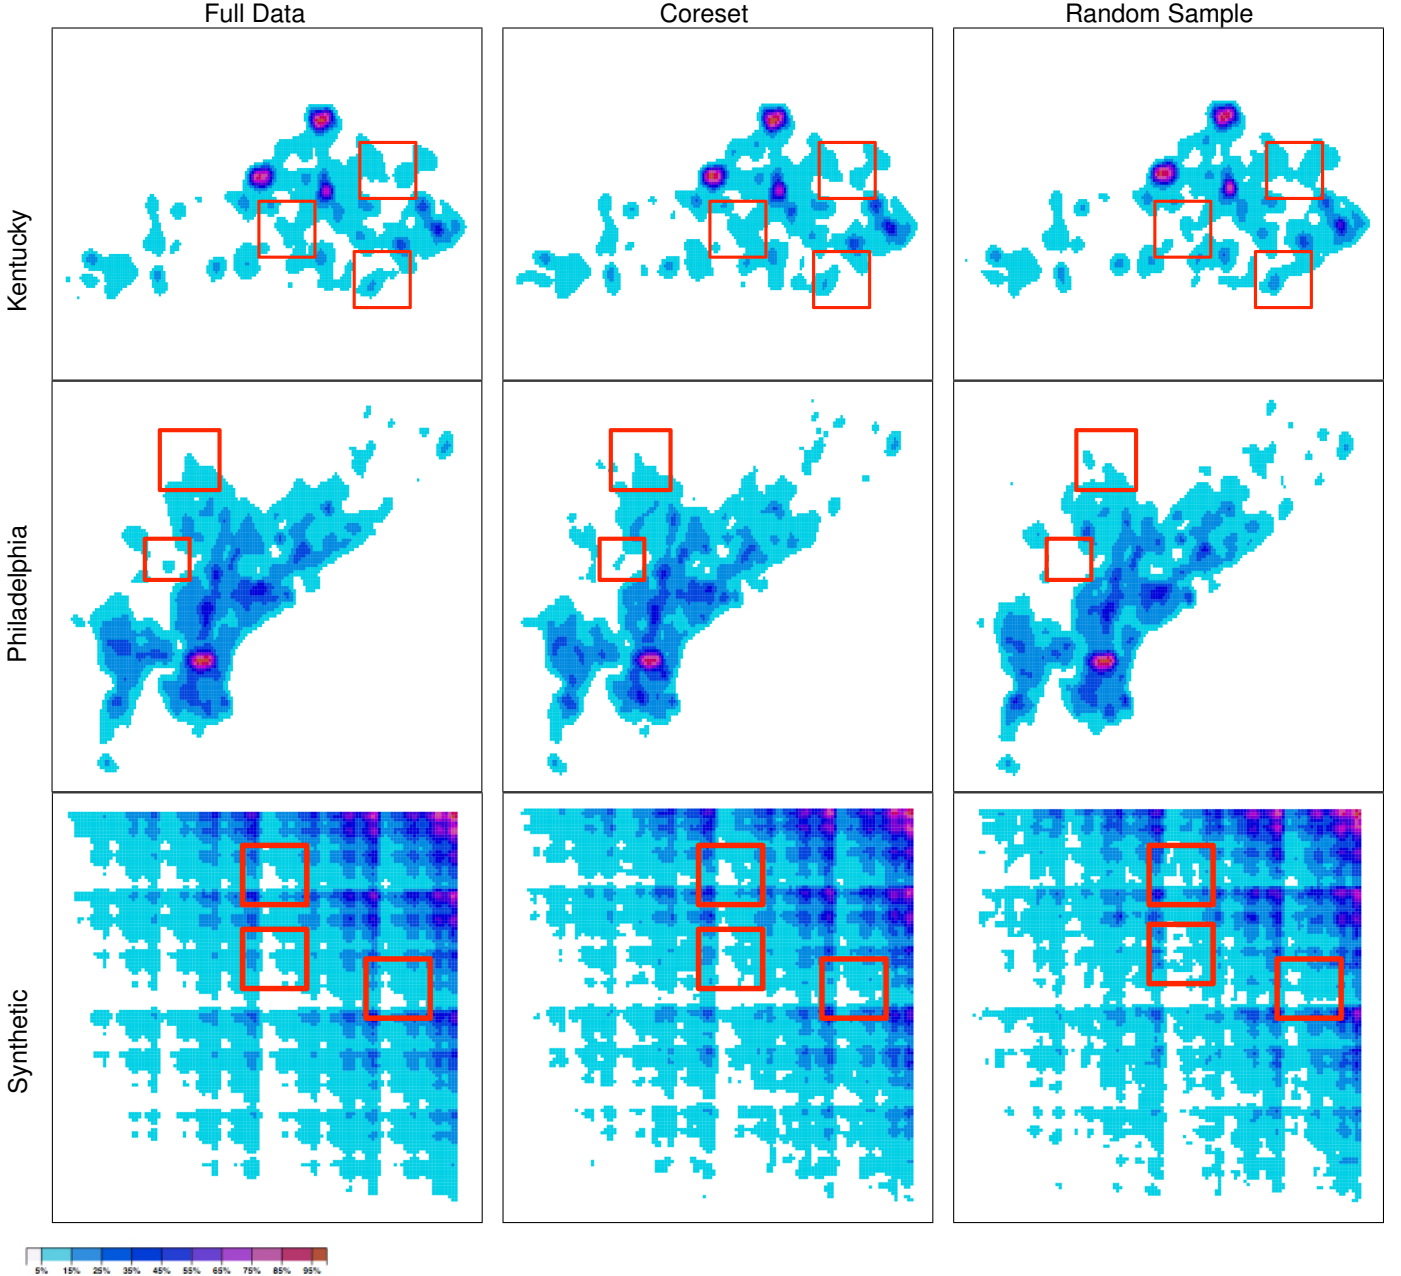 Full Data Coreset Random Sample
Kentucky
Philadelphia
Synthetic
5% 15% 25% 35% 45% 55% 65% 75% 85% 95%